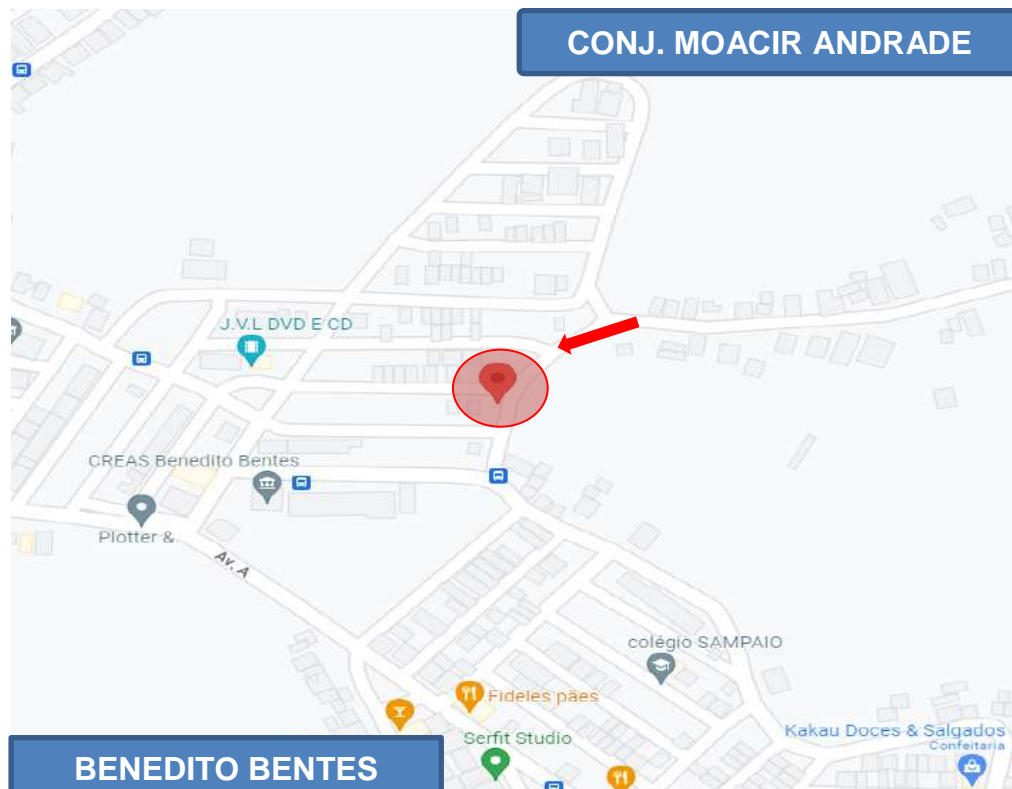 CONJ. MOACIR ANDRADE
J.V.L DVD E CD
CREAS Benedito Bentes
Plotter &
Av. A
colégio SAMPAIO
Fideles pães
Serfit Studio
Kakau Doces & Salgados
Confeitaria
BENEDITO BENTES